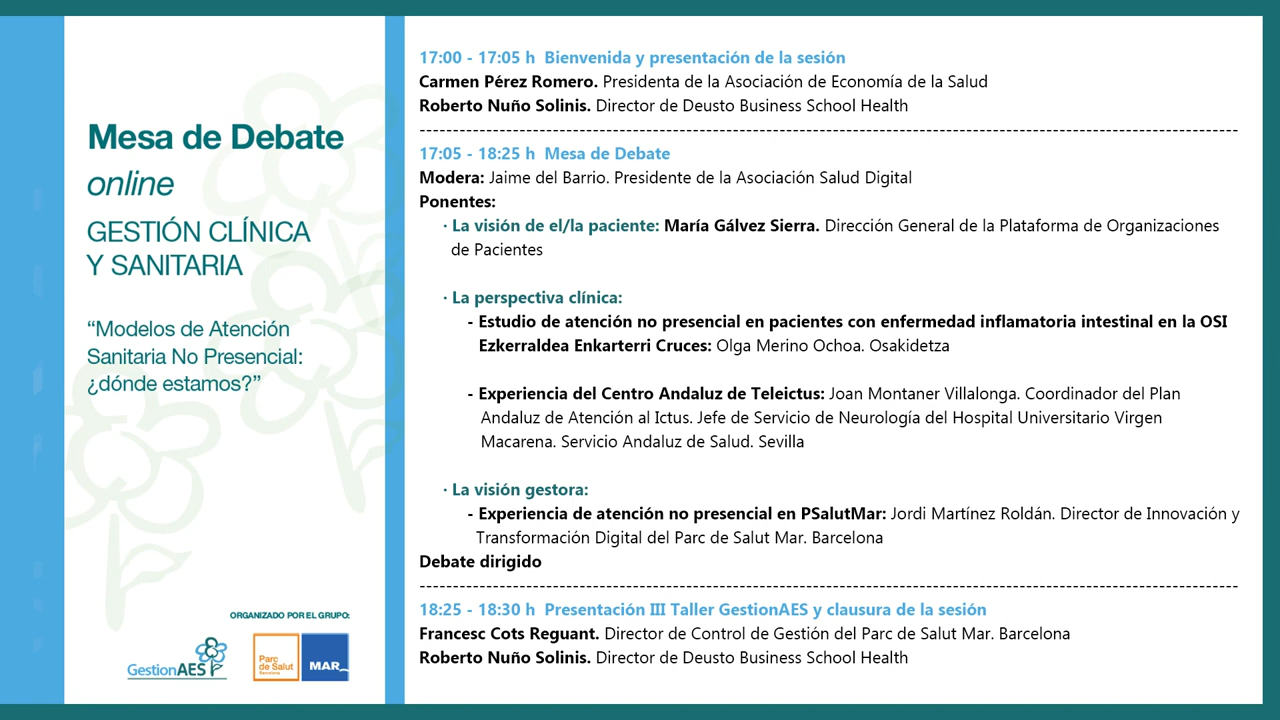 Mesa de Debate
online
GESTIÓN CLÍNICA
Y SANITARIA
“Modelos de Atención
Sanitaria No Presencial:
¿dónde estamos?”
ORGANIZADO POR EL GRUPO:
GestionAES
Parc
de Salut
Barcelona
MAR
17:00 - 17:05 h Bienvenida y presentación de la sesión
Carmen Pérez Romero. Presidenta de la Asociación de Economía de la Salud
Roberto Nuño Solinis. Director de Deusto Business School Health
17:05 - 18:25 h Mesa de Debate
Modera: Jaime del Barrio. Presidente de la Asociación Salud Digital
Ponentes:
· La visión de el/la paciente: María Gálvez Sierra. Dirección General de la Plataforma de Organizaciones
de Pacientes
· La perspectiva clínica:
- Estudio de atención no presencial en pacientes con enfermedad inflamatoria intestinal en la OSI
Ezkerraldea Enkarterri Cruces: Olga Merino Ochoa. Osakidetza
- Experiencia del Centro Andaluz de Teleictus: Joan Montaner Villalonga. Coordinador del Plan
Andaluz de Atención al Ictus. Jefe de Servicio de Neurología del Hospital Universitario Virgen
Macarena. Servicio Andaluz de Salud. Sevilla
· La visión gestora:
- Experiencia de atención no presencial en PSalutMar: Jordi Martínez Roldán. Director de Innovación y
Transformación Digital del Parc de Salut Mar. Barcelona
Debate dirigido
18:25 - 18:30 h Presentación III Taller GestionAES y clausura de la sesión
Francesc Cots Reguant. Director de Control de Gestión del Parc de Salut Mar. Barcelona
Roberto Nuño Solinis. Director de Deusto Business School Health